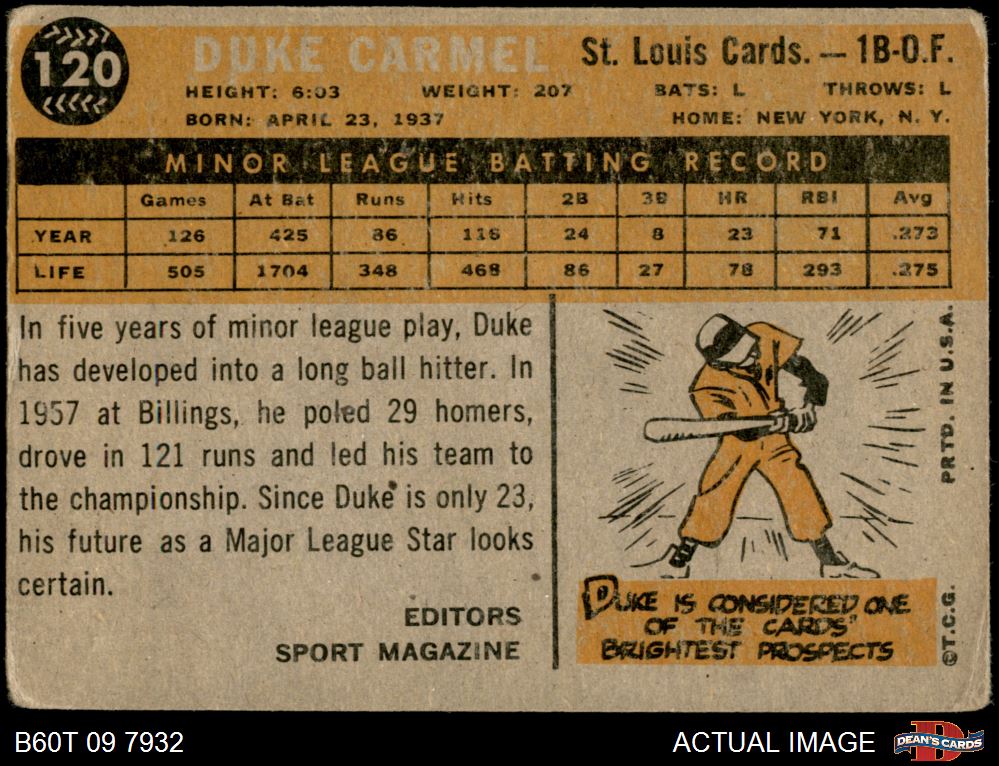 120
DUKE CARMEL
St. Louis Cards. — 1B-O.F.
HEIGHT: 6:03 WEIGHT: 207 BATS: L THROWS: L
BORN: APRIL 23, 1937 HOME: NEW YORK, N. Y.
MINOR LEAGUE BATTING RECORD
Games At Bat Runs Hits 2B 3B HR RBI Avg
YEAR 126 425 86 116 24 8 23 71 .273
LIFE 505 1704 348 468 86 27 78 293 .275
In five years of minor league play, Duke
has developed into a long ball hitter. In
1957 at Billings, he poled 29 homers,
drove in 121 runs and led his team to
the championship. Since Duke is only 23,
his future as a Major League Star looks
certain.
EDITORS
SPORT MAGAZINE
DUKE IS CONSIDERED ONE
OF THE CARDS'
BRIGHTEST PROSPECTS
©T.C.G. PRTD. IN U.S.A.
B60T 09 7932
ACTUAL IMAGE
DEAN'S CARDS